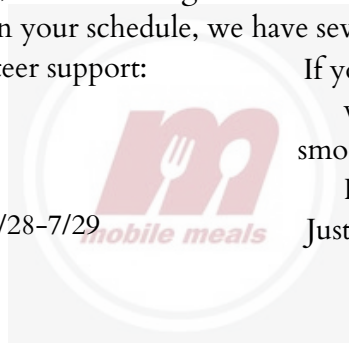 n your schedule, we have sev
teer support:
If yo
smo
/28-7/29
mobile meals
Just